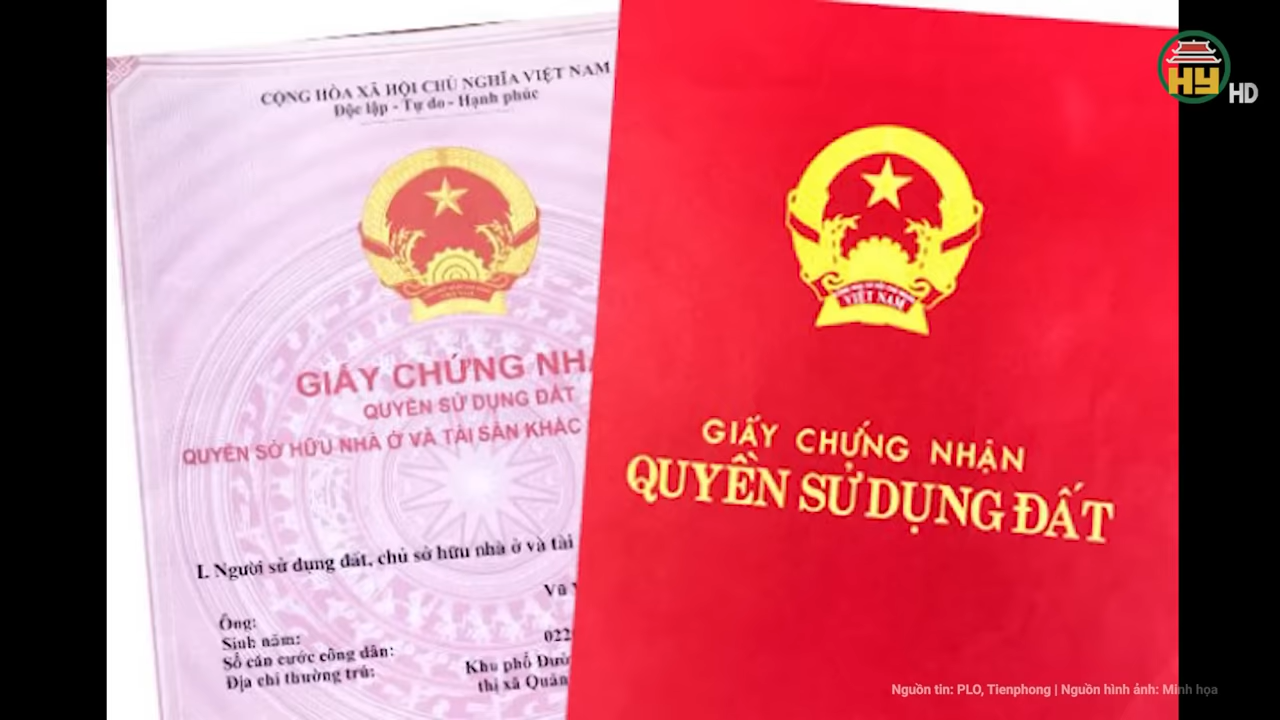 CỘNG HÒA XÃ HỘI CHỦ NGHĨA VIỆT NAM
Độc lập - Tự do - Hạnh phúc
GIẤY CHỨNG NH
QUYỀN SỬ DỤNG ĐẤT
QUYỀN SỞ HỮU NHÀ Ở VÀ TÀI SẢN KHÁC
I. Người sử dụng đất, chủ sở hữu nhà ở và tài
Vũ
Ông:
Sinh năm:
Số căn cước công dân:
022
Địa chỉ thường trú:
Khu phố
thị xã Quản
VIỆT NAM
GIẤY CHỨNG NHẬN
QUYỀN SỬ DỤNG ĐẤT
HY
HD
Nguồn tin: PLO, Tienphong | Nguồn hình ảnh: Minh họa